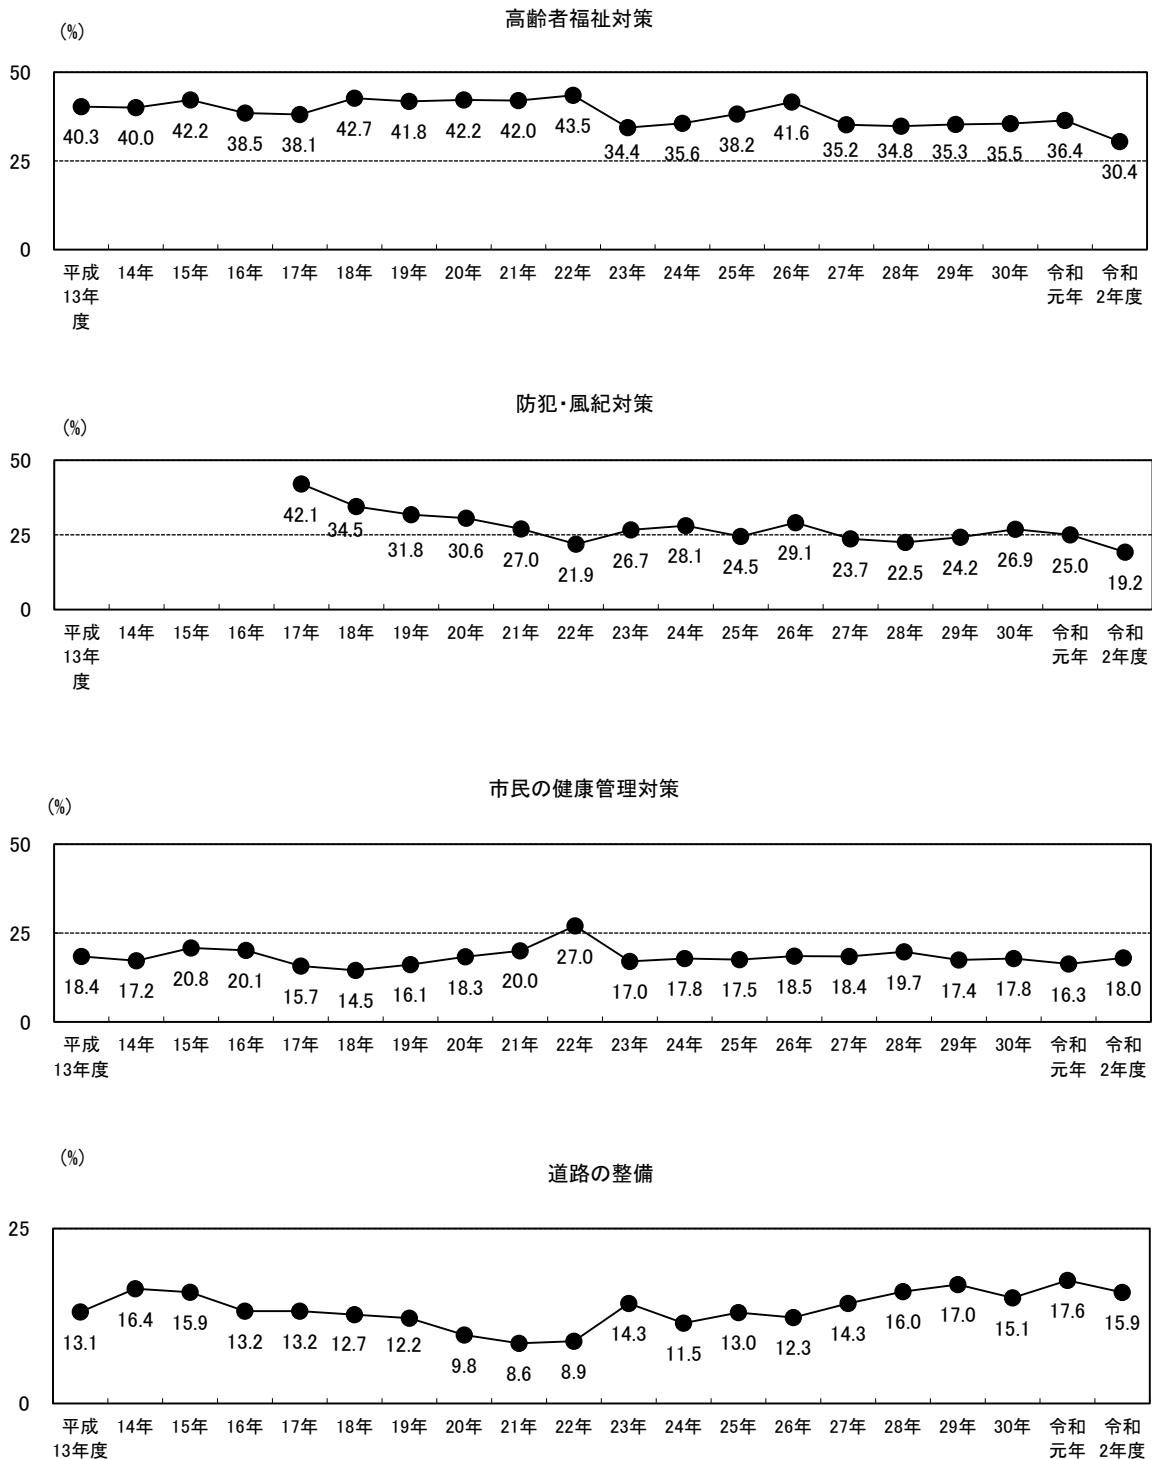 高齢者福祉対策
(%)
50
40.3 40.0 42.2 38.5 38.1 42.7 41.8 42.2 42.0 43.5 34.4 35.6 38.2 41.6 35.2 34.8 35.3 35.5 36.4 30.4
25
0
平成 14年 15年 16年 17年 18年 19年 20年 21年 22年 23年 24年 25年 26年 27年 28年 29年 30年 令和 令和
13年 元年 2年度
度
防犯・風紀対策
(%)
50
42.1 34.5 31.8 30.6 27.0 21.9 26.7 28.1 24.5 29.1 23.7 22.5 24.2 26.9 25.0 19.2
25
0
平成 14年 15年 16年 17年 18年 19年 20年 21年 22年 23年 24年 25年 26年 27年 28年 29年 30年 令和 令和
13年 元年 2年度
度
市民の健康管理対策
(%)
50
25
18.4 17.2 20.8 20.1 15.7 14.5 16.1 18.3 20.0 27.0 17.0 17.8 17.5 18.5 18.4 19.7 17.4 17.8 16.3 18.0
0
平成 14年 15年 16年 17年 18年 19年 20年 21年 22年 23年 24年 25年 26年 27年 28年 29年 30年 令和 令和
13年度 元年 2年度
(%)
道路の整備
25
13.1 16.4 15.9 13.2 13.2 12.7 12.2 9.8 8.6 8.9 14.3 11.5 13.0 12.3 14.3 16.0 17.0 15.1 17.6 15.9
0
平成 14年 15年 16年 17年 18年 19年 20年 21年 22年 23年 24年 25年 26年 27年 28年 29年 30年 令和 令和
13年度 元年 2年度